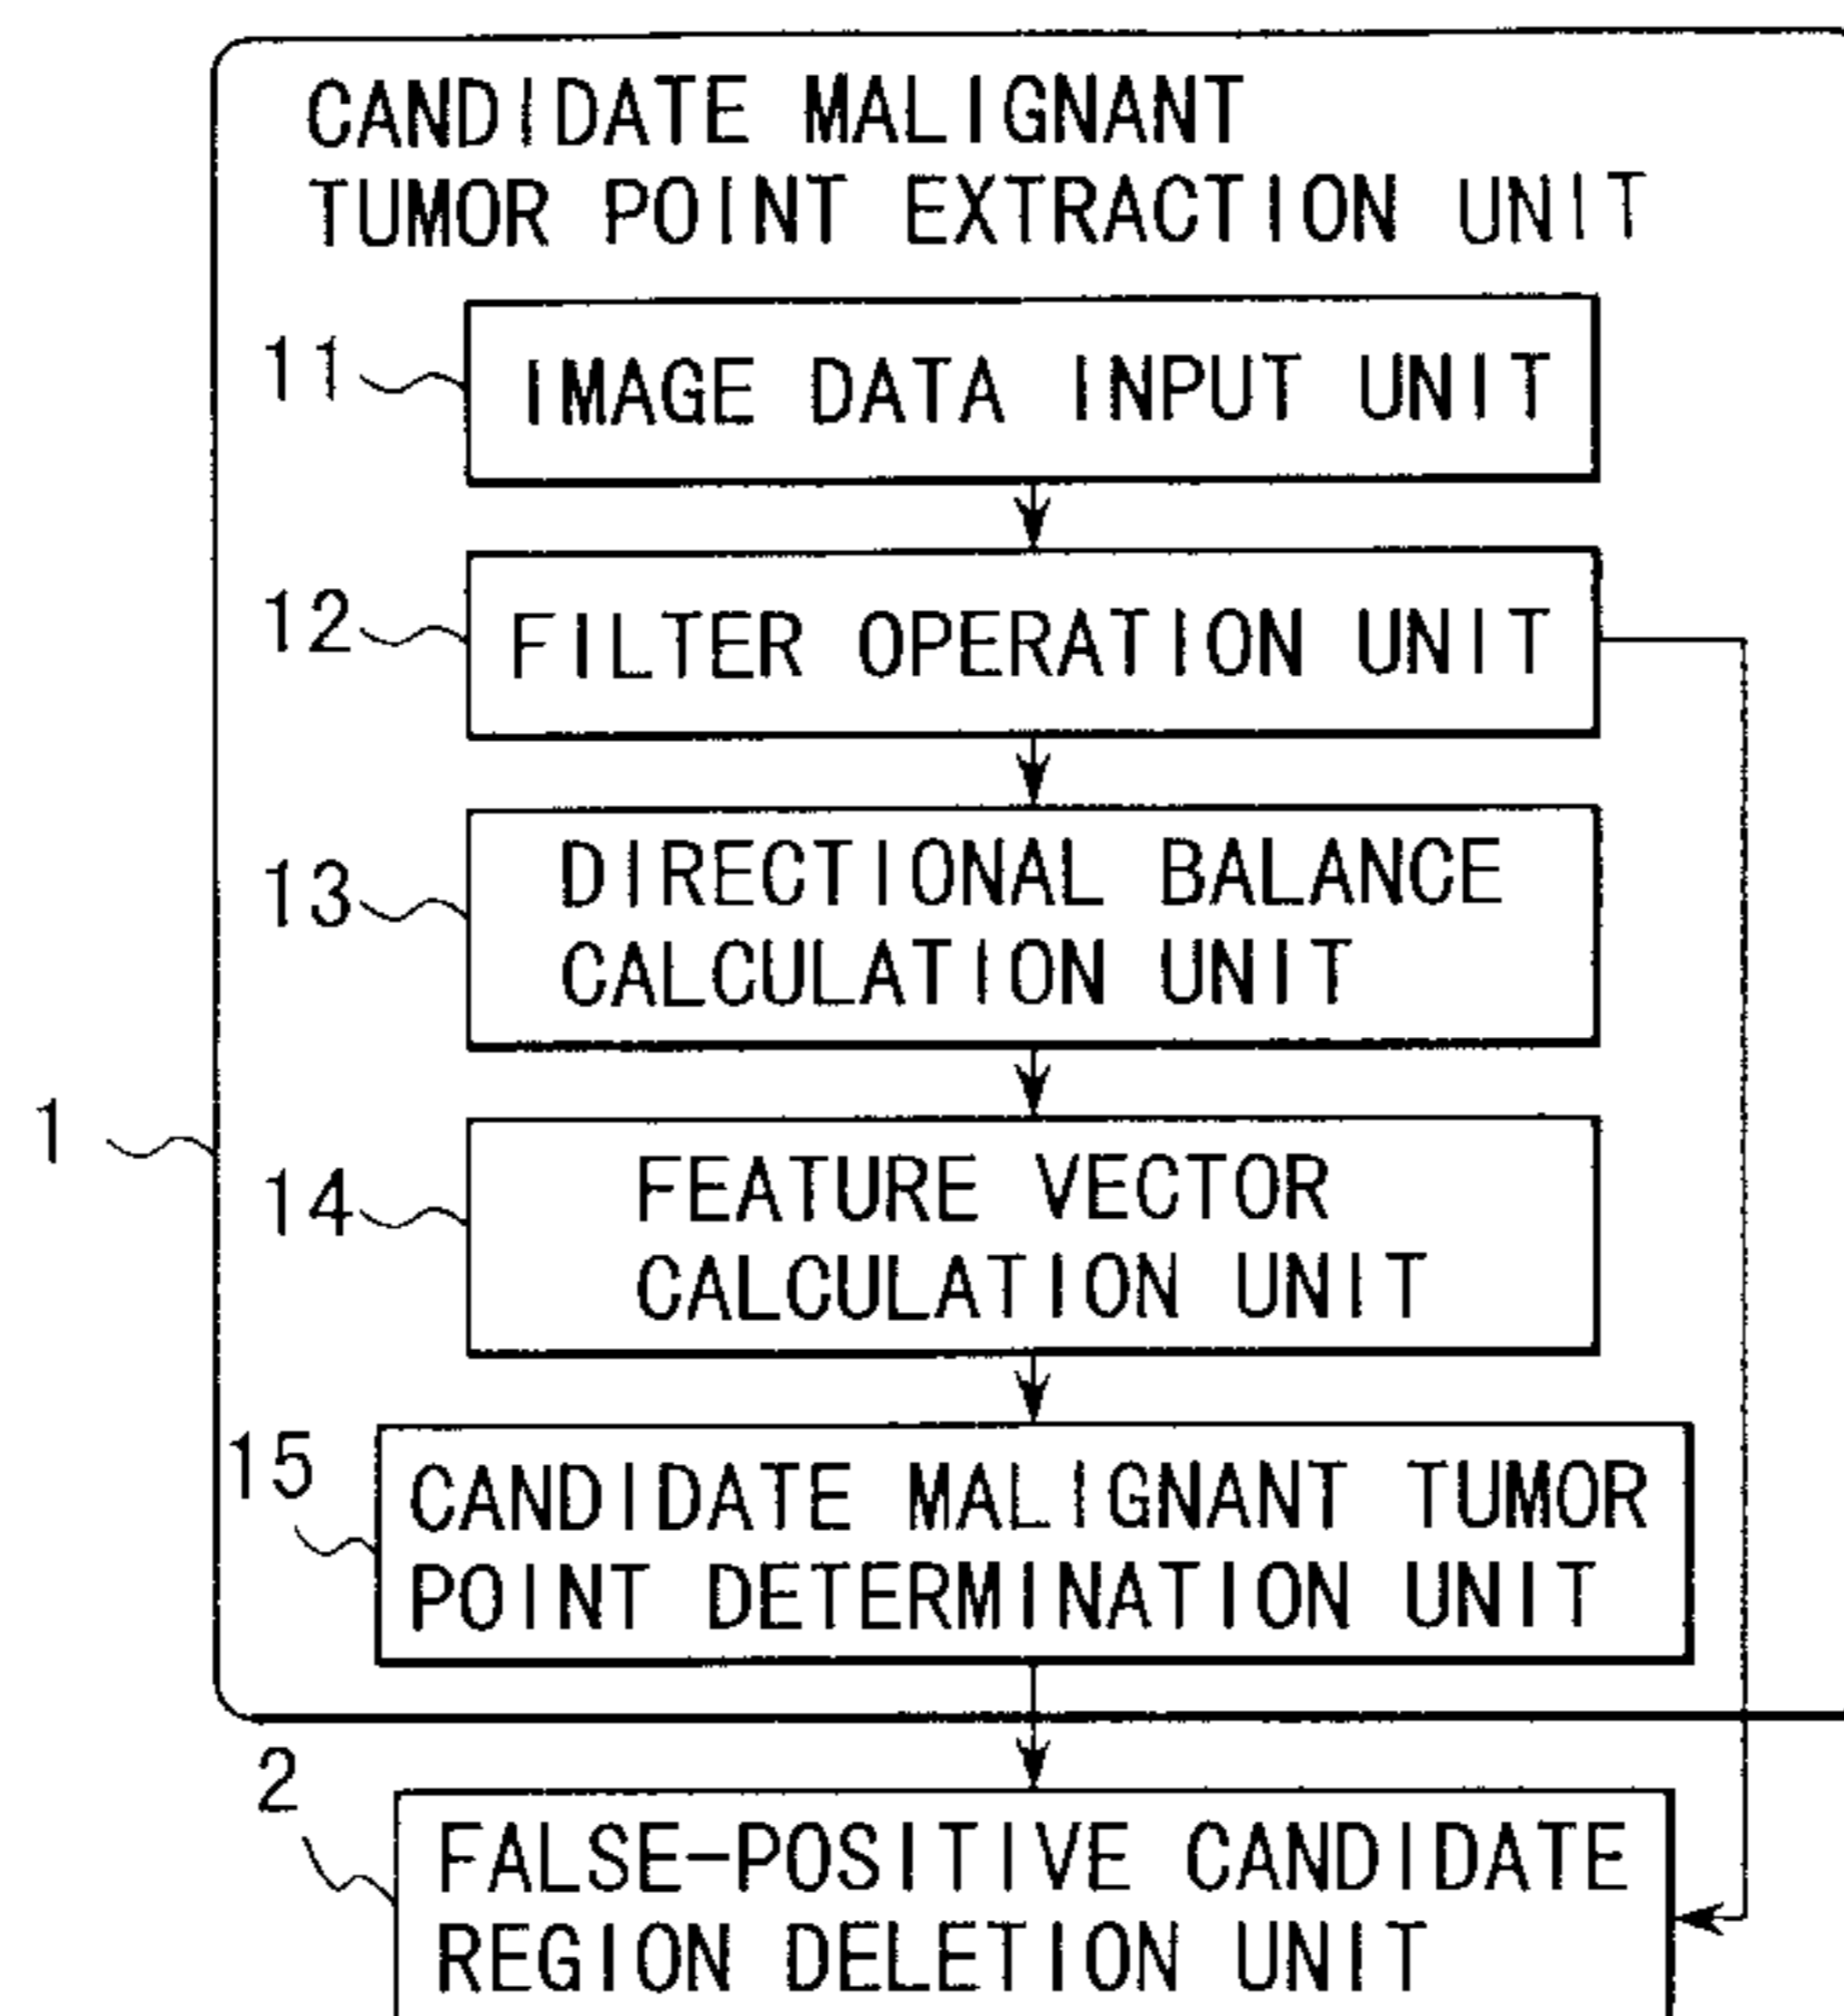 CANDIDATE MALIGNANT
TUMOR POINT EXTRACTION UNIT
11
IMAGE DATA INPUT UNIT
12
FILTER OPERATION UNIT
13
DIRECTIONAL BALANCE
CALCULATION UNIT
1
14
FEATURE VECTOR
CALCULATION UNIT
15
CANDIDATE MALIGNANT TUMOR
POINT DETERMINATION UNIT
2
FALSE-POSITIVE CANDIDATE
REGION DELETION UNIT